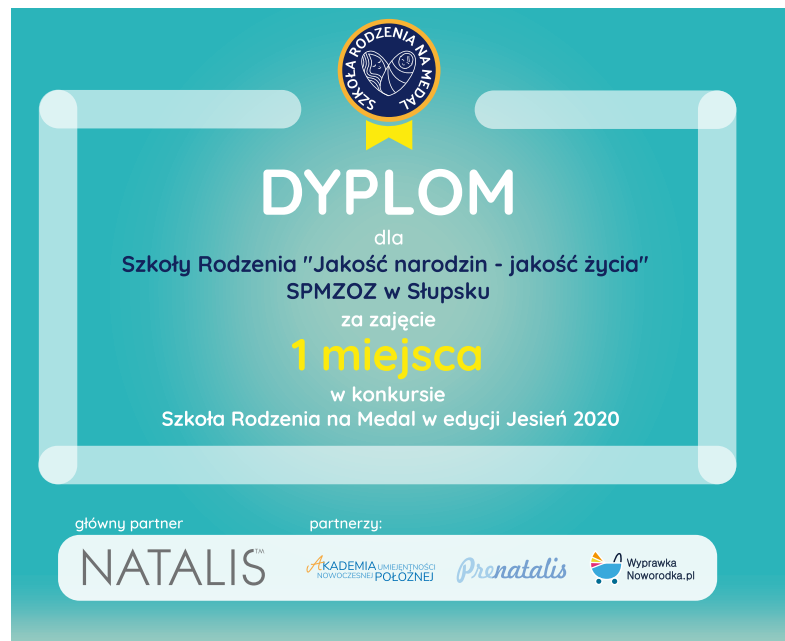 SZKOŁA RODZENIA NA MEDAL
DYPLOM
dla
Szkoły Rodzenia "Jakość narodzin - jakość życia"
SPMZOZ w Słupsku
za zajęcie
1 miejsca
w konkursie
Szkoła Rodzenia na Medal w edycji Jesień 2020
główny partner
partnerzy:
NATALIS™
AKADEMIA UMIEJĘTNOŚCI
NOWOCZESNEJ POŁOŻNEJ
Prenatalis
Wyprawka
Noworodka.pl